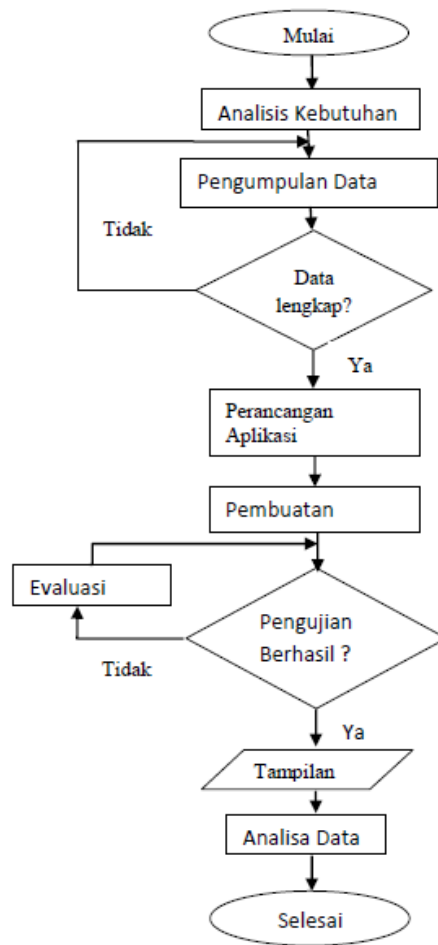 Mulai
Analisis Kebutuhan
Pengumpulan Data
Tidak
Data
lengkap?
Ya
Perancangan
Aplikasi
Pembuatan
Evaluasi
Pengujian
Berhasil ?
Tidak
Ya
Tampilan
Analisa Data
Selesai